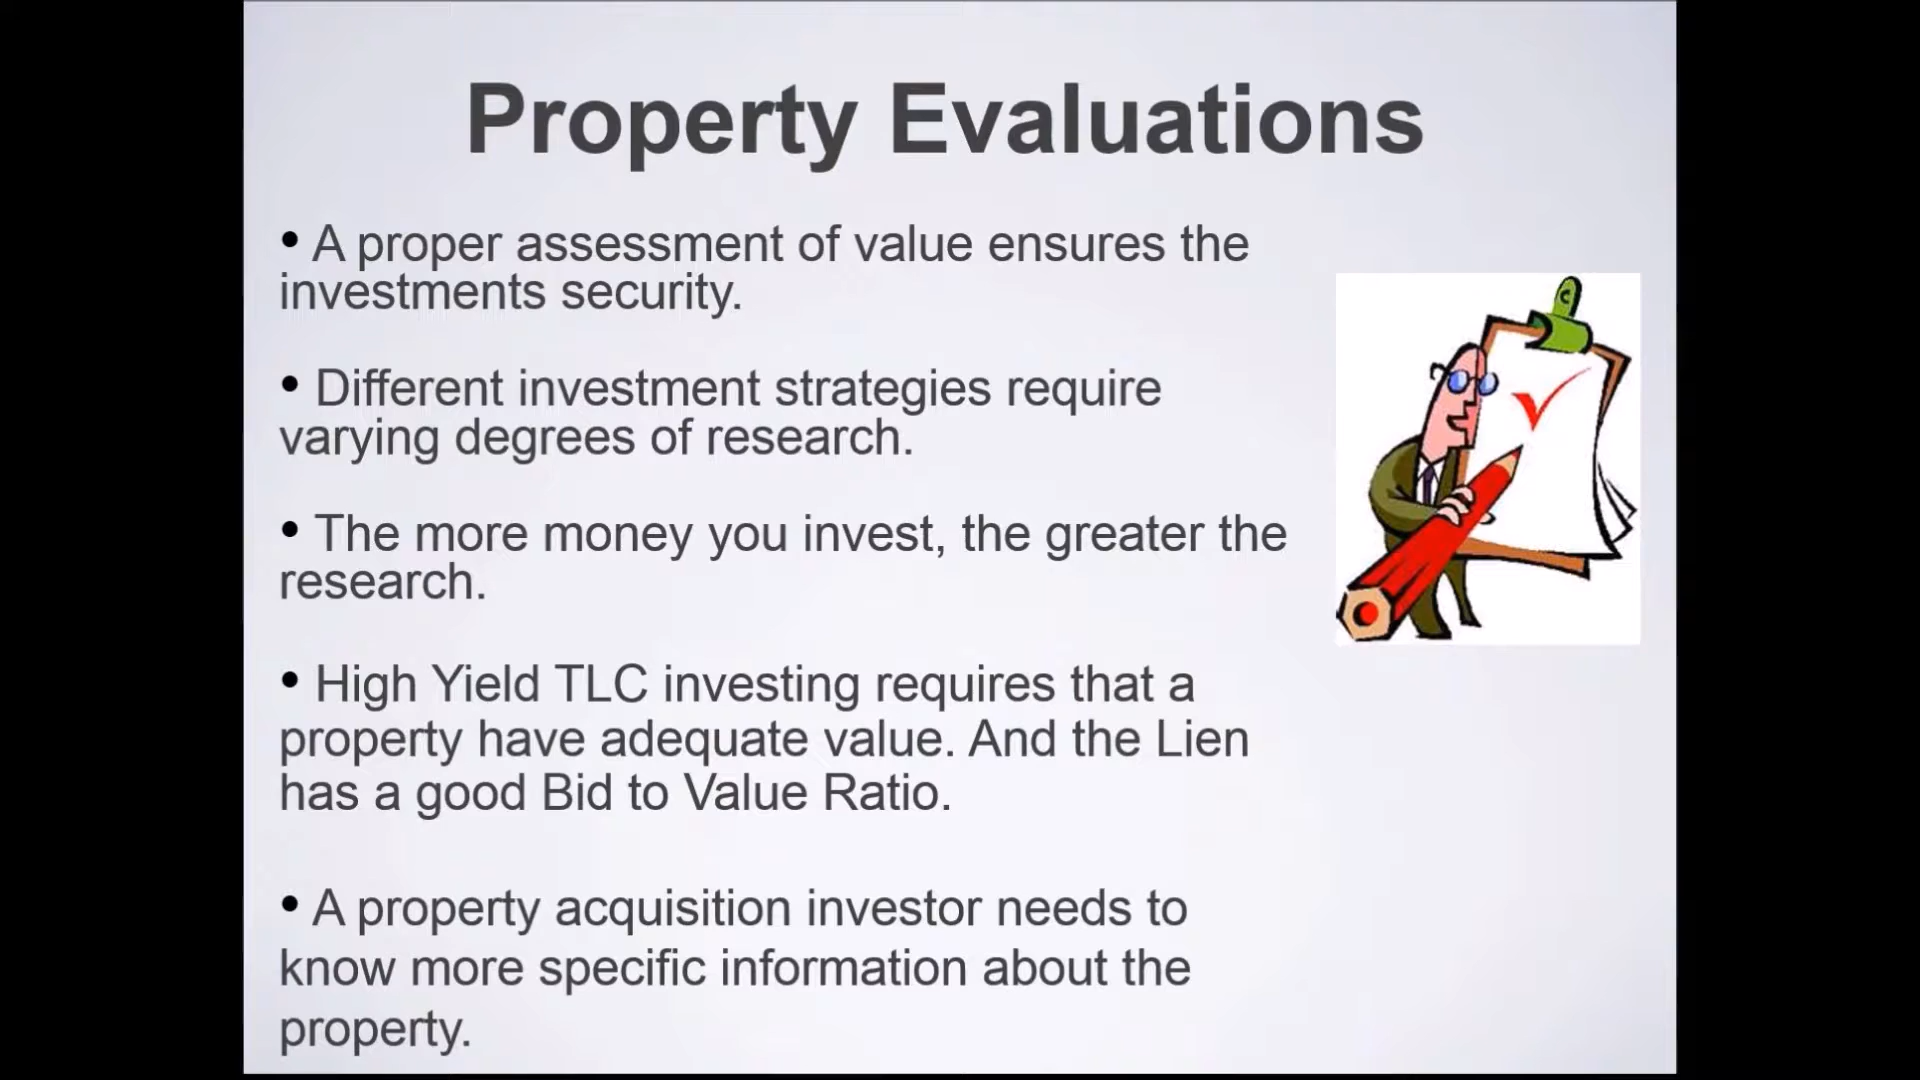 Property Evaluations
• A proper assessment of value ensures the
investments security.
• Different investment strategies require
varying degrees of research.
• The more money you invest, the greater the
research.
• High Yield TLC investing requires that a
property have adequate value. And the Lien
has a good Bid to Value Ratio.
• A property acquisition investor needs to
know more specific information about the
property.